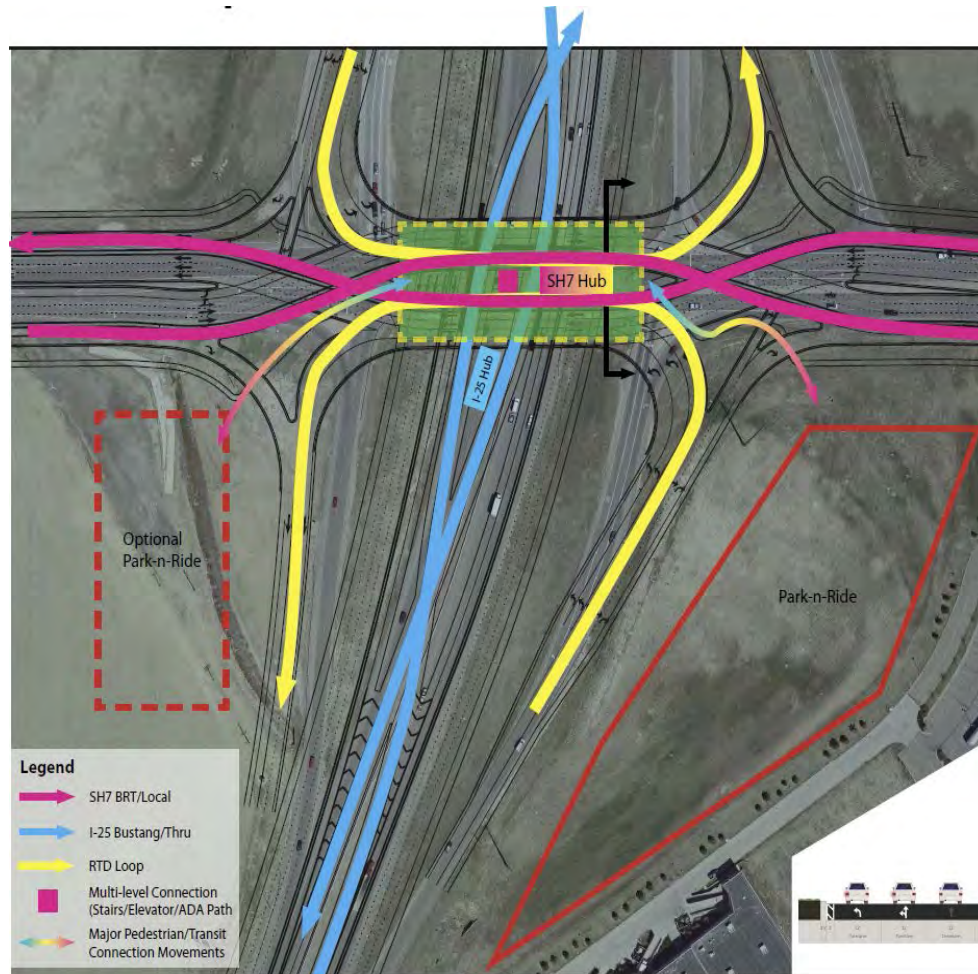 SH7 Hub
I-25 Hub
Optional
Park-n-Ride
Park-n-Ride
Legend
SH7 BRT/Local
I-25 Bustang/Thru
RTD Loop
Multi-level Connection
(Stairs/Elevator/ADA Path)
Major Pedestrian/Transit
Connection Movements